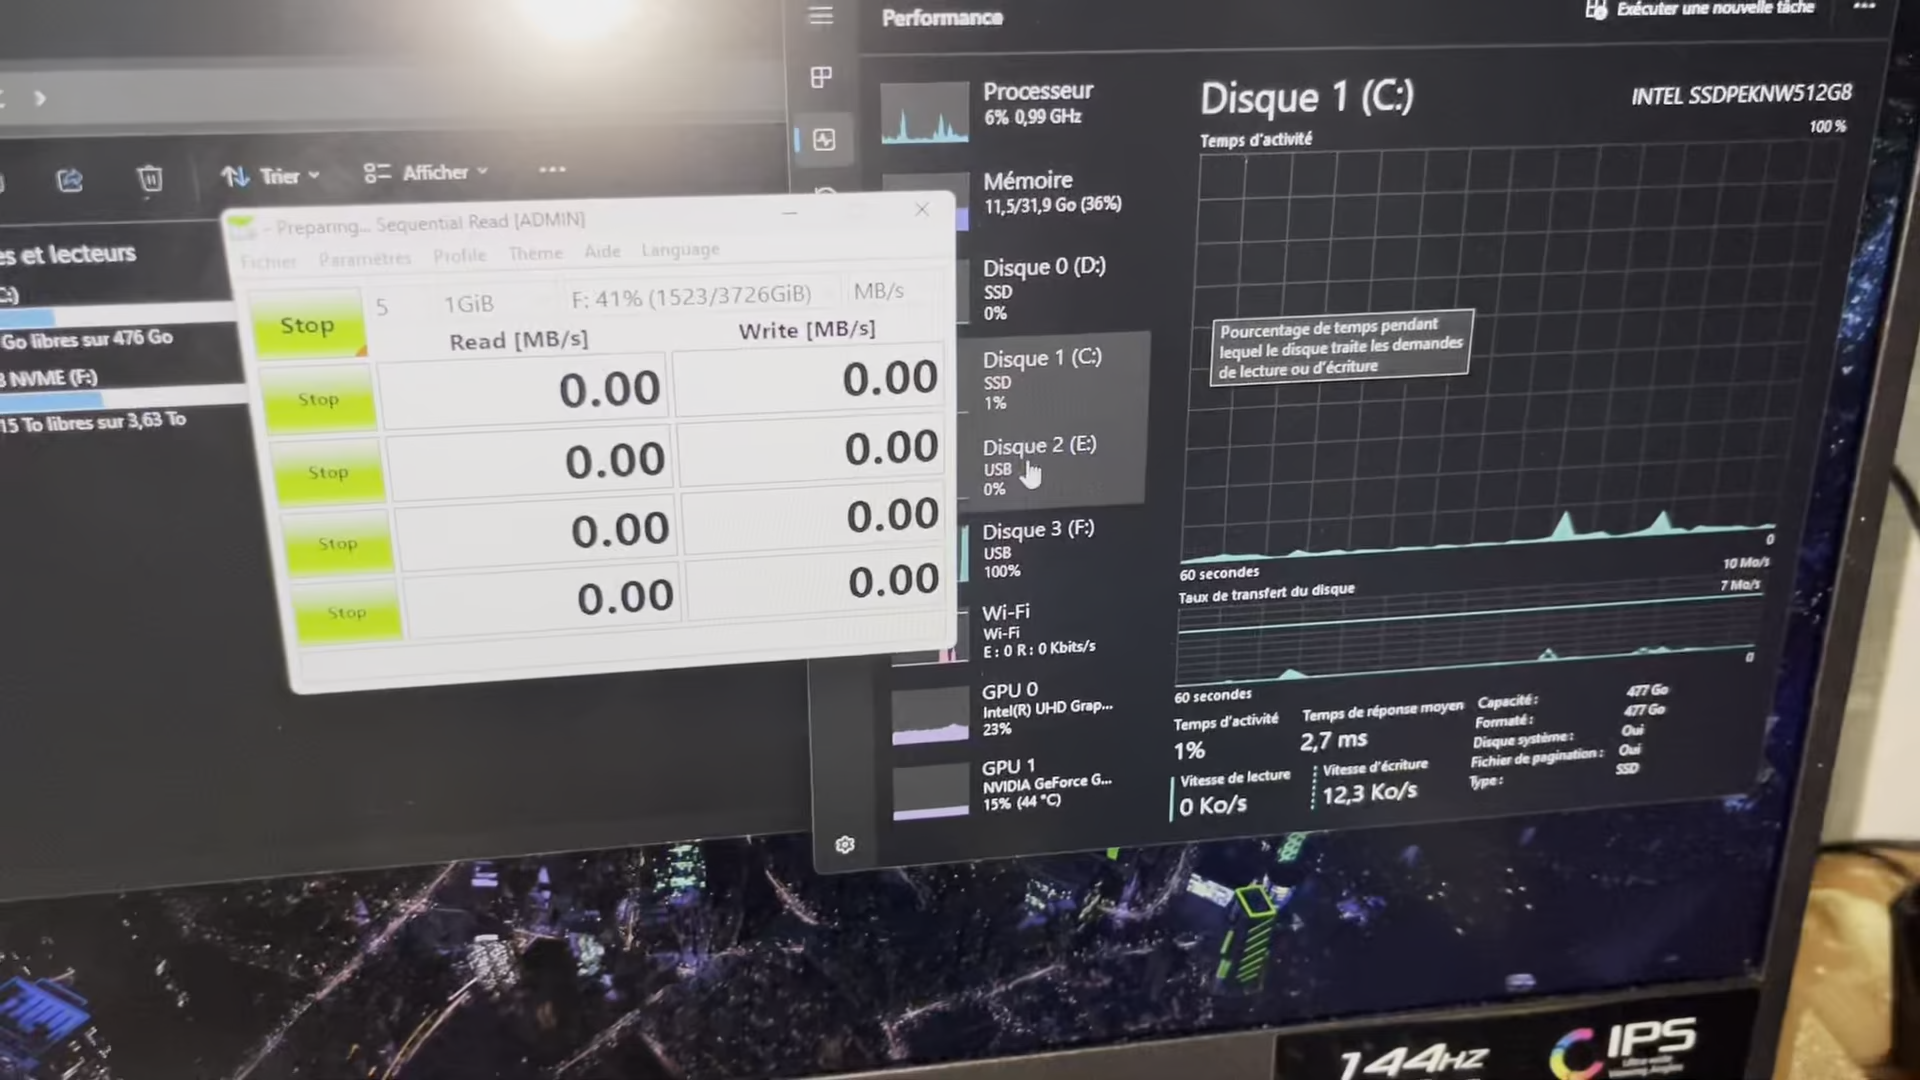 Performance
Exécuter une nouvelle tâche
Trier
Afficher
es et lecteurs
Go libres sur 476 Go
NVME (F:)
15 To libres sur 3,63 To
- Preparing... Sequential Read [ADMIN]
Fichier Paramètres Profile Thème Aide Language
Stop
5
1GiB
F: 41% (1523/3726GiB)
MB/s
Read [MB/s]
Write [MB/s]
Stop
0.00
0.00
Stop
0.00
0.00
Stop
0.00
0.00
Stop
0.00
0.00
Processeur
6% 0,99 GHz
Mémoire
11,5/31,9 Go (36%)
Disque 0 (D:)
SSD
0%
Disque 1 (C:)
SSD
1%
Disque 2 (E:)
USB
0%
Disque 3 (F:)
USB
100%
Wi-Fi
Wi-Fi
E : 0 R : 0 Kbits/s
GPU 0
Intel(R) UHD Grap...
23%
GPU 1
NVIDIA GeForce G...
15% (44 °C)
Disque 1 (C:)
INTEL SSDPEKNW512G8
Temps d'activité
100 %
Pourcentage de temps pendant
lequel le disque traite les demandes
de lecture ou d'écriture
60 secondes
0
Taux de transfert du disque
10 Mo/s
7 Mo/s
60 secondes
0
Temps d'activité
1%
Temps de réponse moyen
2,7 ms
Vitesse de lecture
0 Ko/s
Vitesse d'écriture
12,3 Ko/s
Capacité : 477 Go
Formaté : 477 Go
Disque système : Oui
Fichier de pagination : Oui
Type : SSD
144HZ
IPS